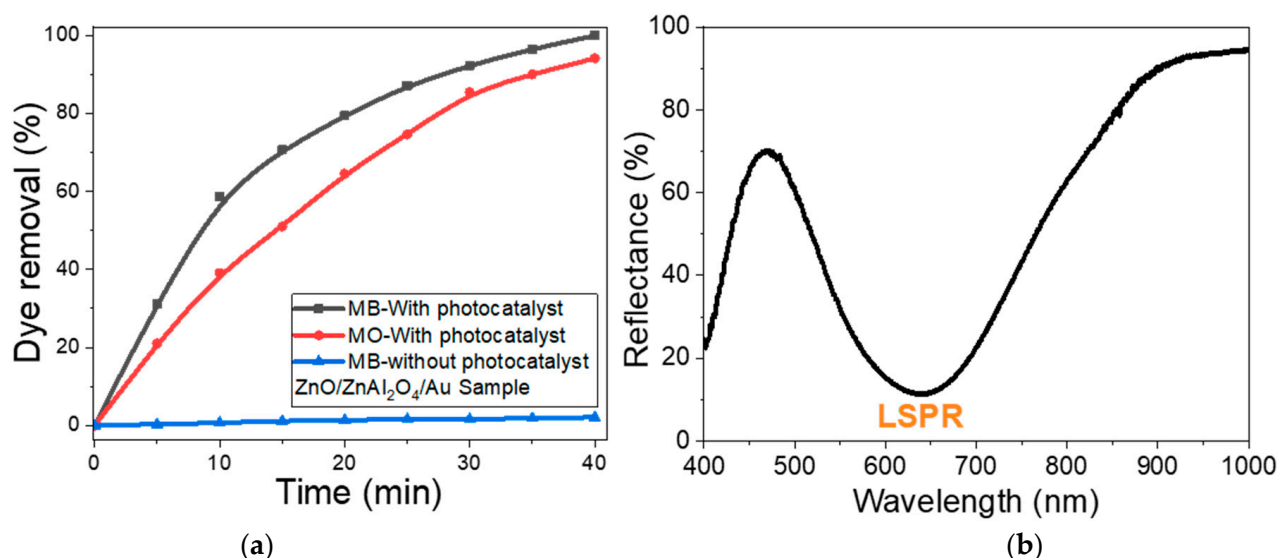 Dye removal (%)
100
80
60
40
20
0
MB-With photocatalyst
MO-With photocatalyst
MB-without photocatalyst
ZnO/ZnAl₂O₄/Au Sample
0 10 20 30 40
Time (min)
(a)
Reflectance (%)
100
80
60
40
20
0
LSPR
400 500 600 700 800 900 1000
Wavelength (nm)
(b)